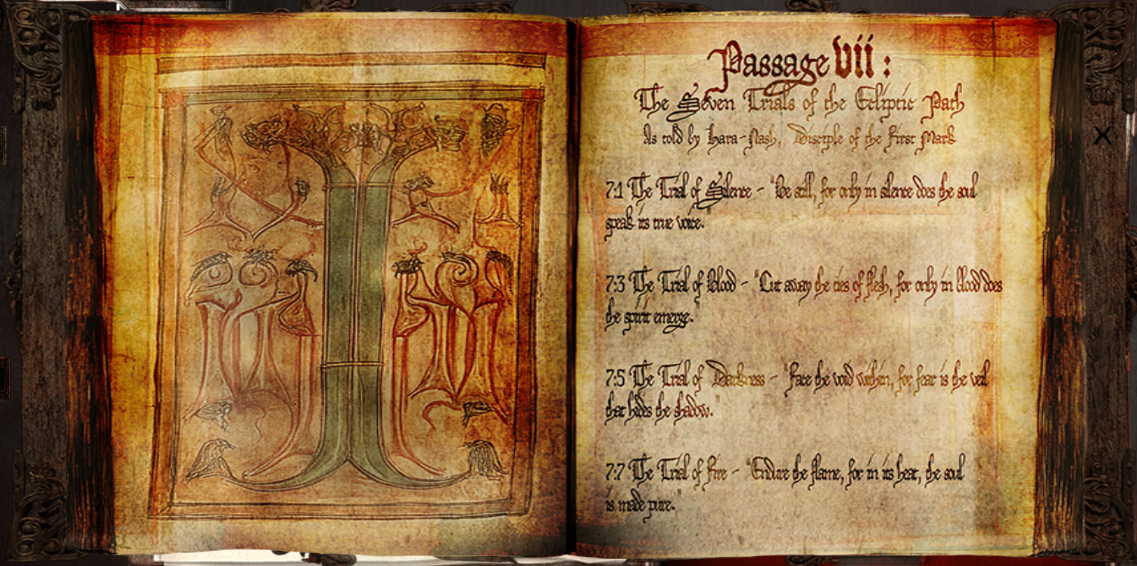 Passage vii :
The Seven Trials of the Ecliptic Path
As told by Hara-Nash, Disciple of the First Mark
7:1 The Trial of Silence - "Be still, for only in silence does the soul
speak its true voice."
7:3 The Trial of Blood - "Cut away the ties of flesh, for only in blood does
the spirit emerge.
7:5 The Trial of Darkness - "Face the void within, for fear is the veil
that hides the shadow."
7:7 The Trial of Fire - "Endure the flame, for in its heat, the soul
is made pure."
X